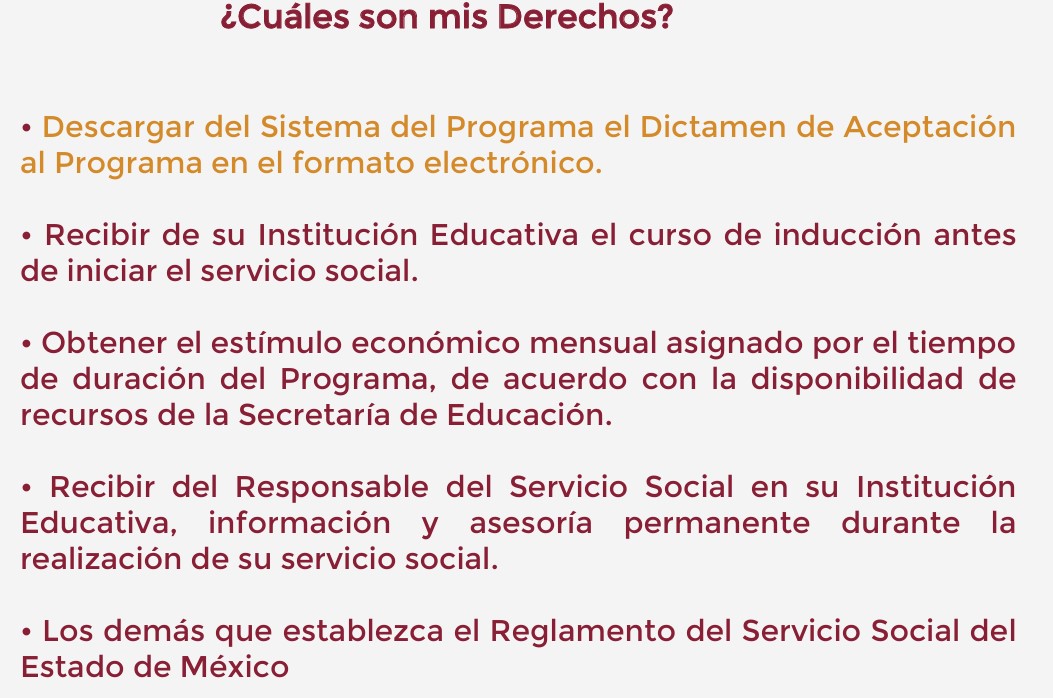 ¿Cuáles son mis Derechos?
• Descargar del Sistema del Programa el Dictamen de Aceptación
al Programa en el formato electrónico.
• Recibir de su Institución Educativa el curso de inducción antes
de iniciar el servicio social.
• Obtener el estímulo económico mensual asignado por el tiempo
de duración del Programa, de acuerdo con la disponibilidad de
recursos de la Secretaría de Educación.
• Recibir del Responsable del Servicio Social en su Institución
Educativa, información y asesoría permanente durante la
realización de su servicio social.
• Los demás que establezca el Reglamento del Servicio Social del
Estado de México